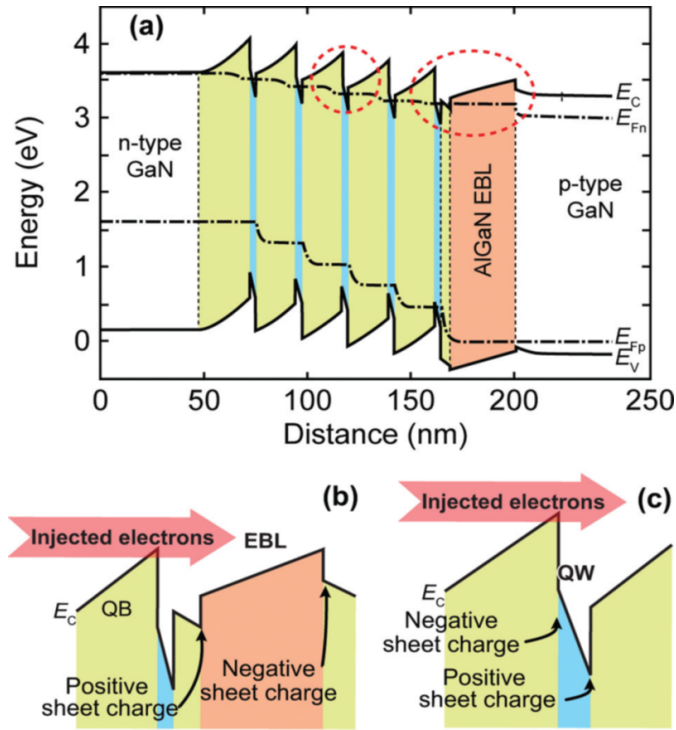 (a)
4
3
2
1
0
Energy (eV)
n-type
GaN
AlGaN EBL
p-type
GaN
E_C
E_Fn
E_Fp
E_V
0
50
100
150
200
250
Distance (nm)
(b)
Injected electrons
EBL
E_C
QB
Positive
sheet charge
Negative
sheet charge
(c)
Injected electrons
QW
E_C
Negative
sheet charge
Positive
sheet charge